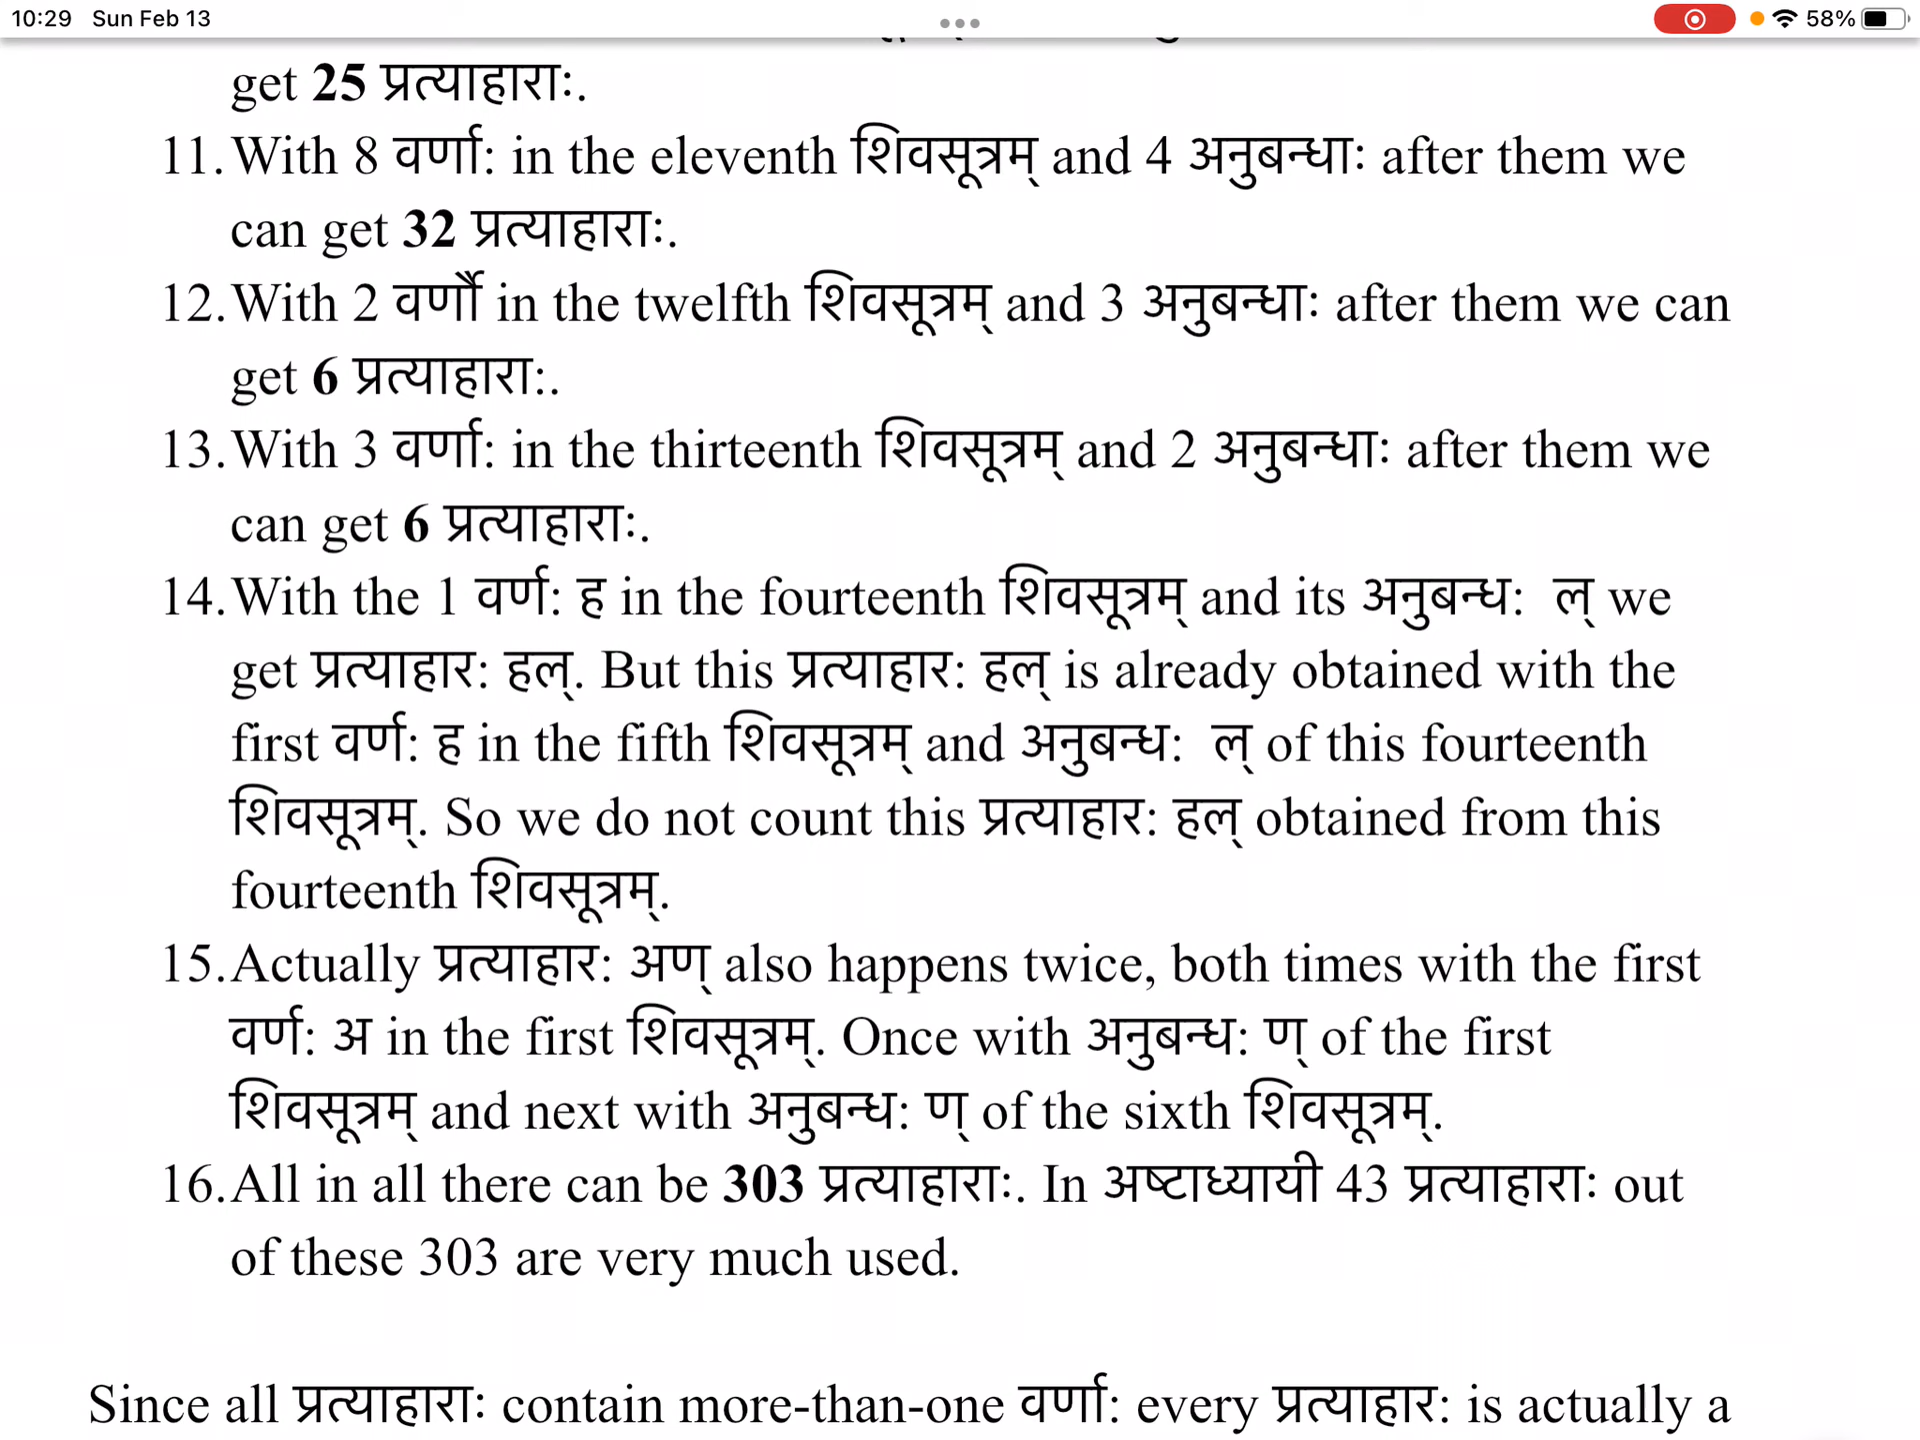 10:29 Sun Feb 13 58%
get 25 प्रत्याहाराः.
11. With 8 वर्णा: in the eleventh शिवसूत्रम् and 4 अनुबन्धाः after them we
can get 32 प्रत्याहाराः.
12. With 2 वर्णौ in the twelfth शिवसूत्रम् and 3 अनुबन्धाः after them we can
get 6 प्रत्याहारा:.
13. With 3 वर्णा: in the thirteenth शिवसूत्रम् and 2 अनुबन्धाः after them we
can get 6 प्रत्याहाराः.
14. With the 1 वर्ण: ह in the fourteenth शिवसूत्रम् and its अनुबन्ध: ल् we
get प्रत्याहार: हल्. But this प्रत्याहार: हल् is already obtained with the
first वर्ण: ह in the fifth शिवसूत्रम् and अनुबन्ध: ल् of this fourteenth
शिवसूत्रम्. So we do not count this प्रत्याहार: हल् obtained from this
fourteenth शिवसूत्रम्.
15. Actually प्रत्याहार: अण् also happens twice, both times with the first
वर्ण: अ in the first शिवसूत्रम्. Once with अनुबन्ध: ण् of the first
शिवसूत्रम् and next with अनुबन्ध: ण् of the sixth शिवसूत्रम्.
16. All in all there can be 303 प्रत्याहाराः. In अष्टाध्यायी 43 प्रत्याहाराः out
of these 303 are very much used.
Since all प्रत्याहाराः contain more-than-one वर्णा: every प्रत्याहार: is actually a